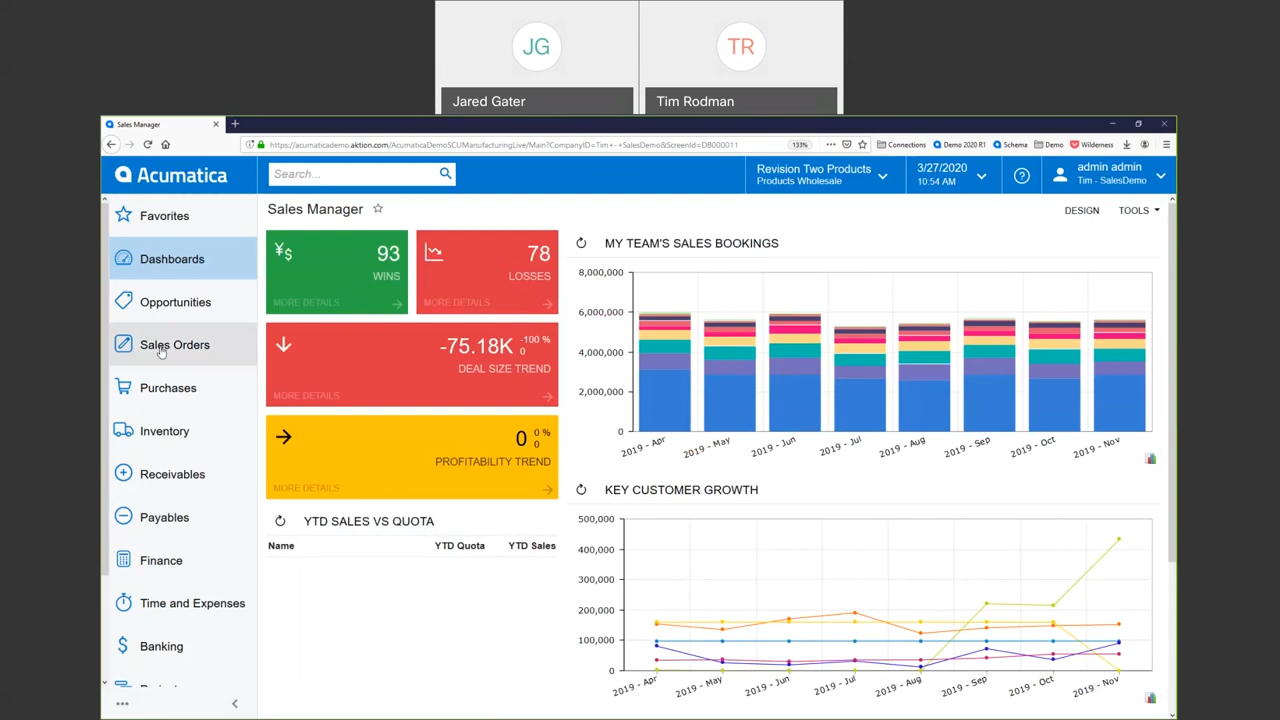 JG
TR
Jared Gater
Tim Rodman
Sales Manager
https://acumaticademo.aktion.com/AcumaticaDemoSCUManufacturingLive/Main?CompanyID=Tim+-+SalesDemo&ScreenId=DB000011
133%
Connections
Demo 2020 R1
Schema
Demo
Wilderness
Acumatica
Search...
Revision Two Products
Products Wholesale
3/27/2020
10:54 AM
admin admin
Tim - SalesDemo
Favorites
Dashboards
Opportunities
Sales Orders
Purchases
Inventory
Receivables
Payables
Finance
Time and Expenses
Banking
Sales Manager
DESIGN
TOOLS
93
WINS
MORE DETAILS
78
LOSSES
MORE DETAILS
-75.18K
-100 %
0
DEAL SIZE TREND
MORE DETAILS
0
0 %
0
PROFITABILITY TREND
MORE DETAILS
YTD SALES VS QUOTA
Name YTD Quota YTD Sales
MY TEAM'S SALES BOOKINGS
8,000,000
6,000,000
4,000,000
2,000,000
0
2019 - Apr 2019 - May 2019 - Jun 2019 - Jul 2019 - Aug 2019 - Sep 2019 - Oct 2019 - Nov
KEY CUSTOMER GROWTH
500,000
400,000
300,000
200,000
100,000
0
2019 - Apr 2019 - May 2019 - Jun 2019 - Jul 2019 - Aug 2019 - Sep 2019 - Oct 2019 - Nov